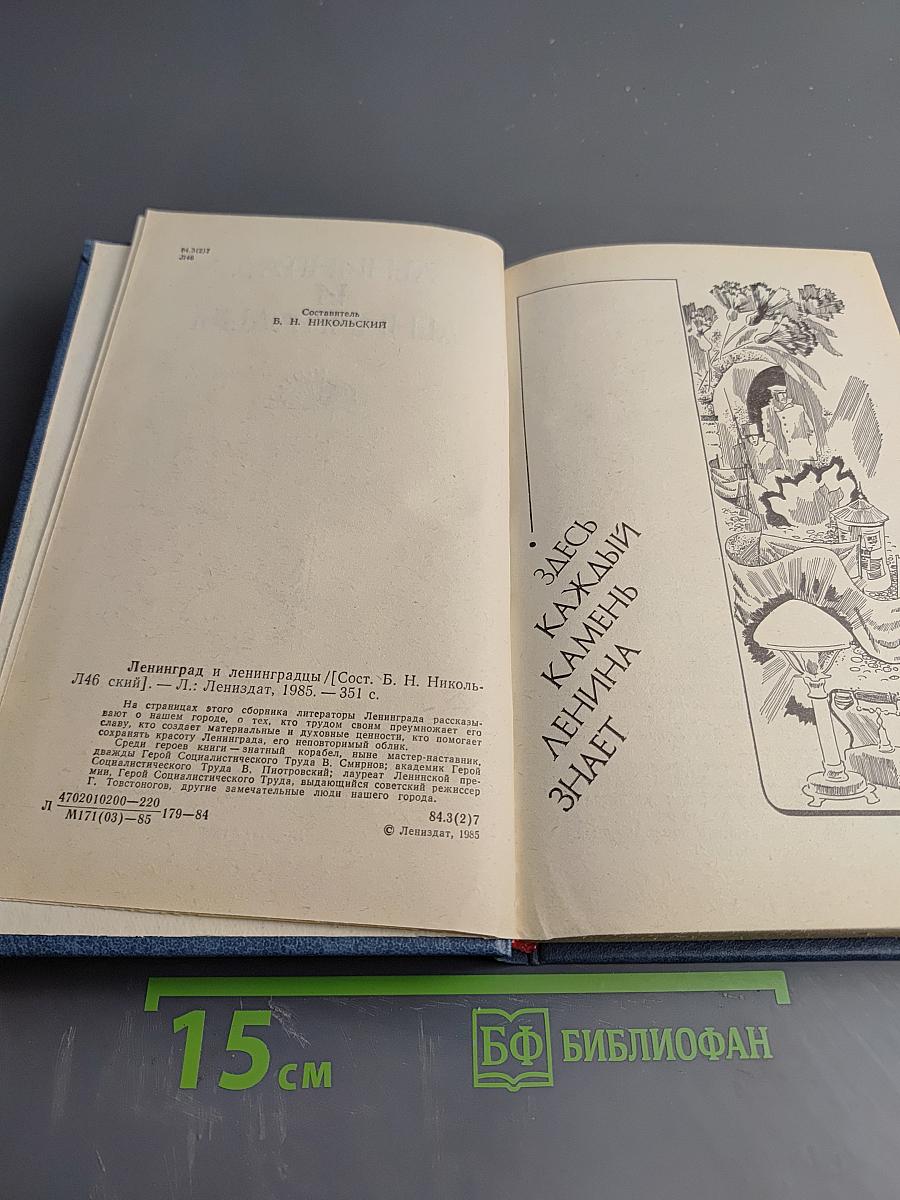 84.3(2)7
Л46
Составитель
Б. Н. НИКОЛЬСКИЙ
Ленинград и ленинградцы/[Сост. Б. Н. Николь-
Л46 ский]. — Л.: Лениздат, 1985. — 351 с.
На страницах этого сборника литераторы Ленинграда рассказы-
вают о нашем городе, о тех, кто трудом своим преумножает его
славу, кто создает материальные и духовные ценности, кто помогает
сохранять красоту Ленинграда, его неповторимый облик.
Среди героев книги — знатный корабел, ныне мастер-наставник,
дважды Герой Социалистического Труда В. Смирнов; академик Герой
Социалистического Труда В. Пиотровский; лауреат Ленинской пре-
мии, Герой Социалистического Труда, выдающийся советский режиссер
Г. Товстоногов, другие замечательные люди нашего города.
Л 4702010200—220
М171(03)—85 179—84
84.3(2)7
© Лениздат, 1985
ЗДЕСЬ
КАЖДЫЙ
КАМЕНЬ
ЛЕНИНА
ЗНАЕТ
15 см
БФ БИБЛИОФАН